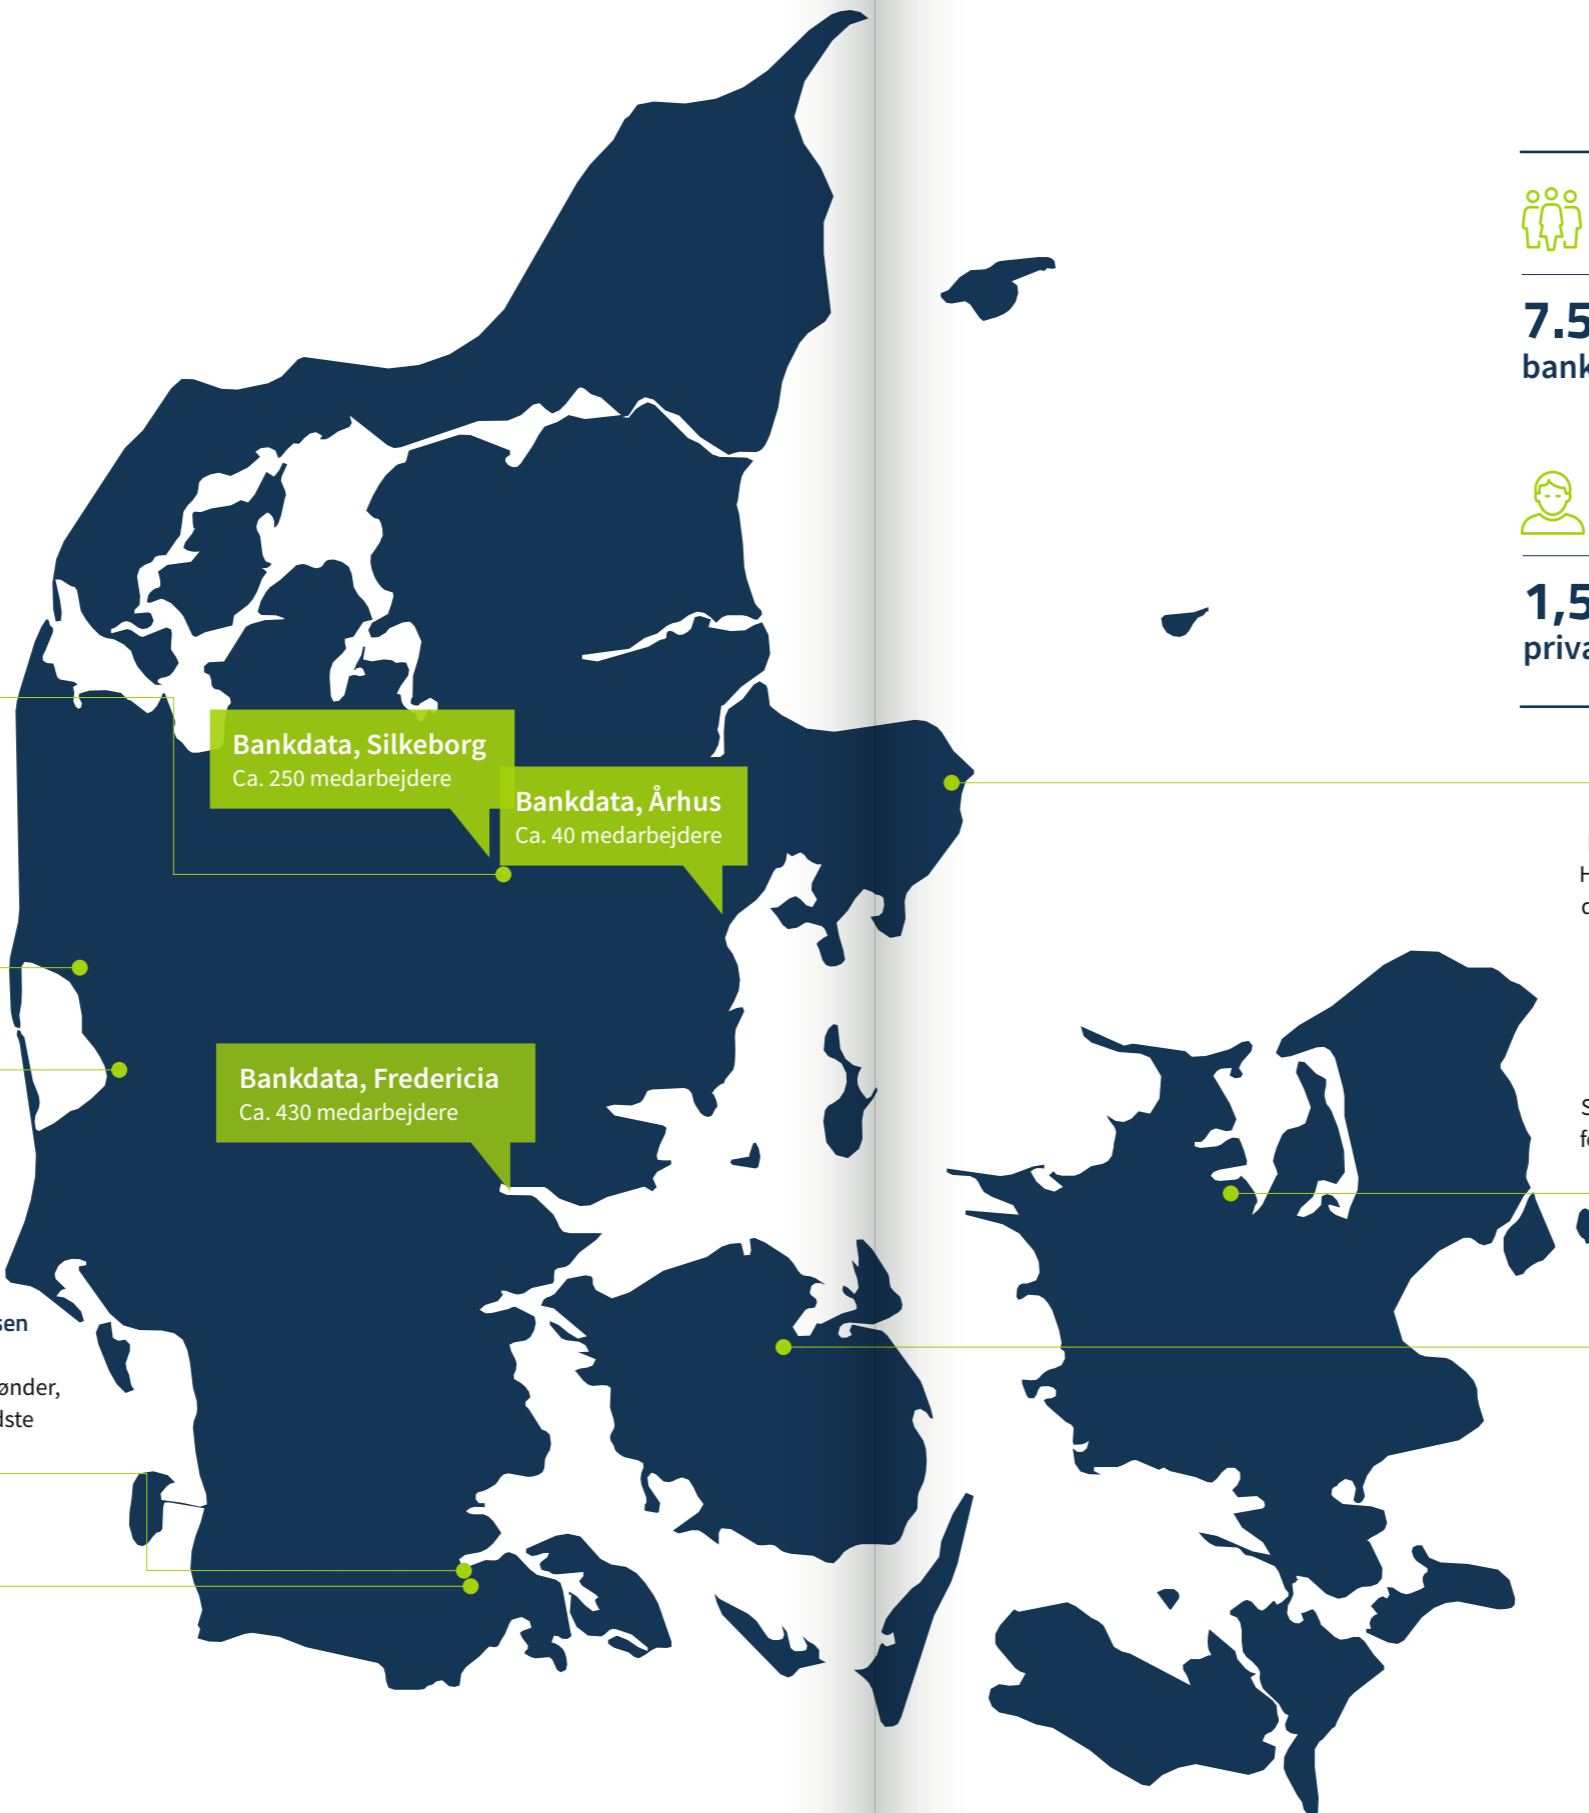 7.5
bank
1,5
priva
Bankdata, Silkeborg
Ca. 250 medarbejdere
Bankdata, Århus
Ca. 40 medarbejdere
Bankdata, Fredericia
Ca. 430 medarbejdere
sen
ønder,
dste